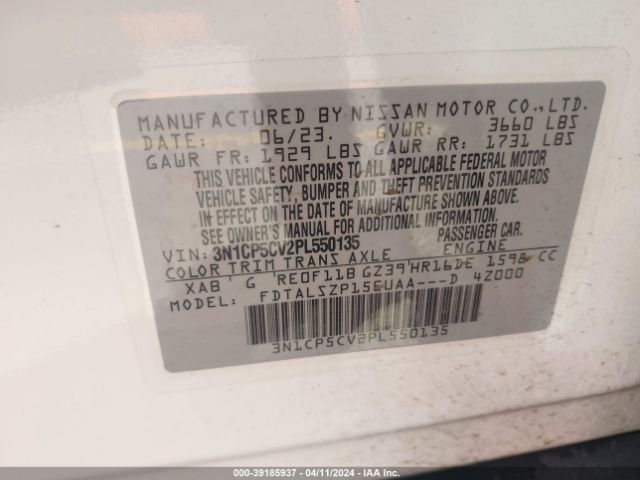 MANUFACTURED BY NISSAN MOTOR CO.,LTD.
DATE: 06/23. GVWR: 3660 LBS
GAWR FR: 1929 LBS GAWR RR: 1731 LBS
THIS VEHICLE CONFORMS TO ALL APPLICABLE FEDERAL MOTOR
VEHICLE SAFETY, BUMPER AND THEFT PREVENTION STANDARDS
IN EFFECT ON THE DATE OF MANUFACTURE SHOWN ABOVE.
SEE OWNER'S MANUAL FOR ADDITIONAL INFORMATION.
VIN: 3N1CP5CV2PL550135 PASSENGER CAR.
COLOR TRIM TRANS AXLE ENGINE
XAB G RE0F11B GZ39 HR16DE 1598 CC
MODEL: FDTALSZP15EUAA---D 4Z000
3N1CP5CV2PL550135
000-39185937 - 04/11/2024 - IAA Inc.